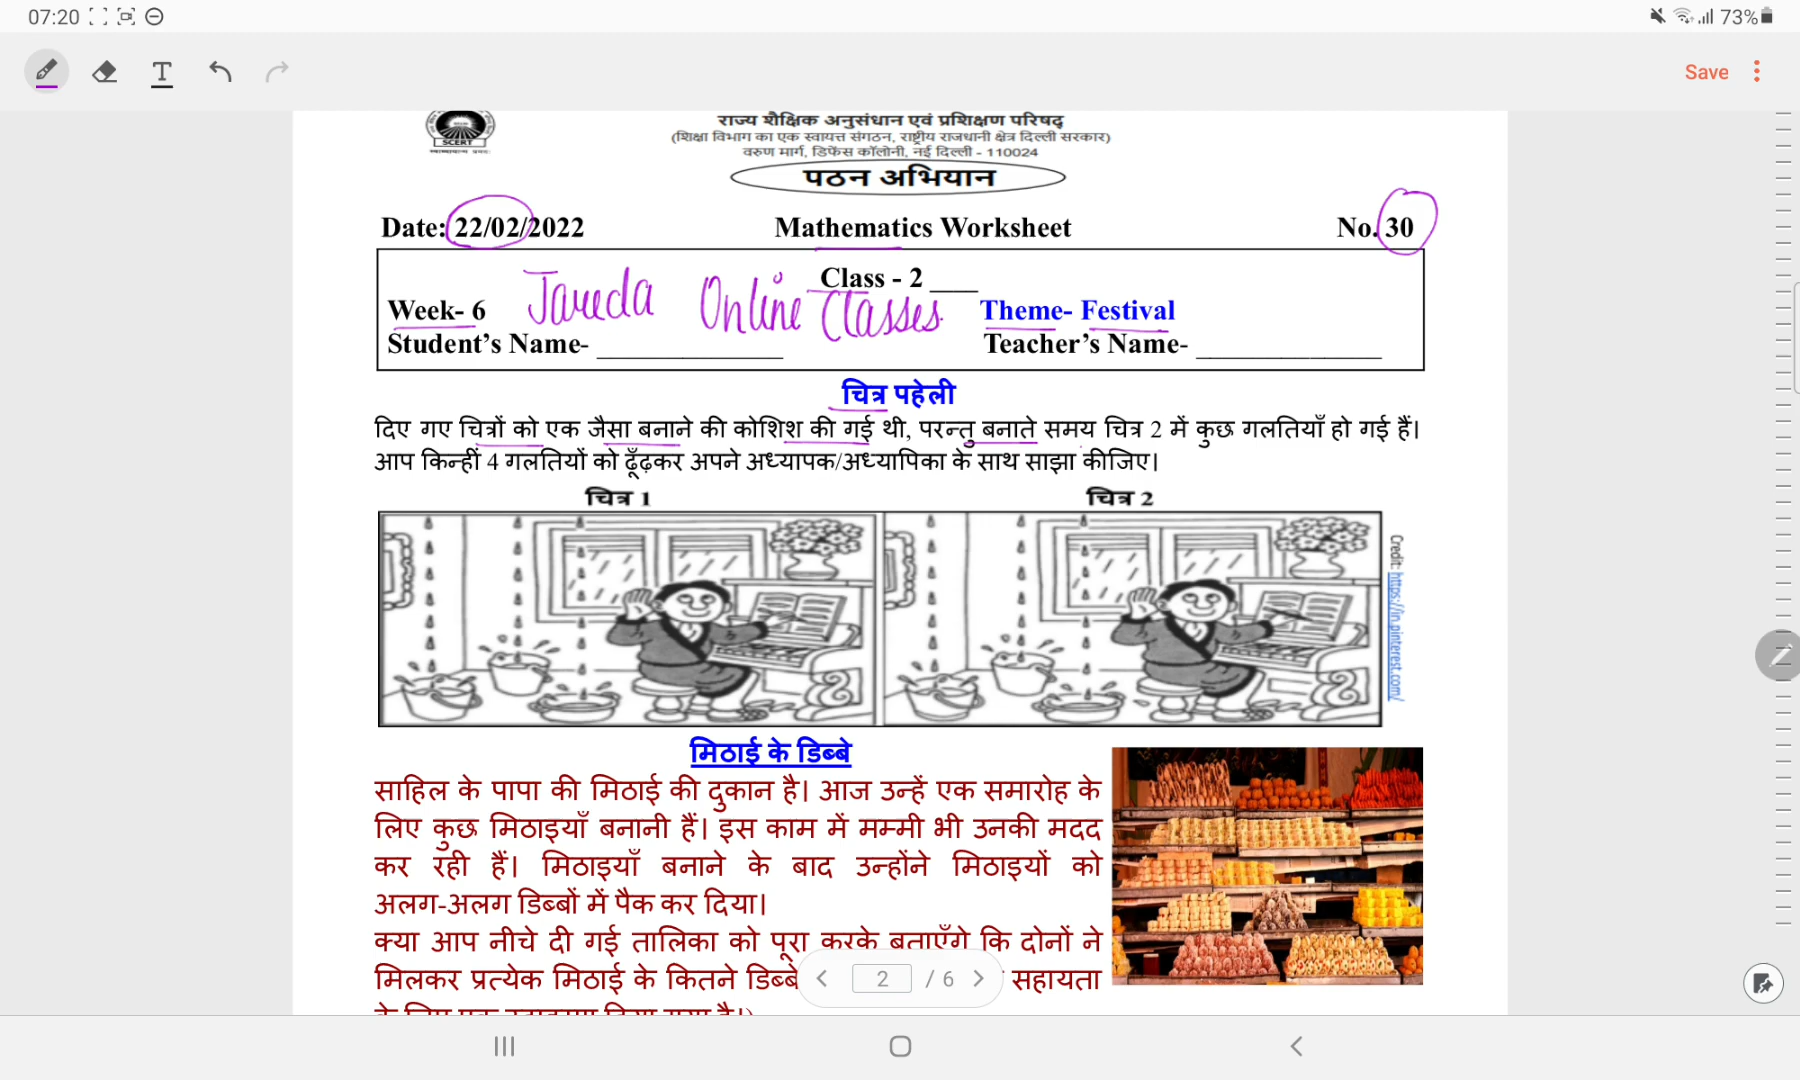 07:20
73%
T
Save
SCERT
राज्य शैक्षिक अनुसंधान एवं प्रशिक्षण परिषद्
(शिक्षा विभाग का एक स्वायत्त संगठन, राष्ट्रीय राजधानी क्षेत्र दिल्ली सरकार)
वरुण मार्ग, डिफेंस कॉलोनी, नई दिल्ली - 110024
पठन अभियान
Date: 22/02/2022 Mathematics Worksheet No. 30
Class - 2 ____
Week- 6 Online Classes. Theme- Festival
Student’s Name- _____________ Teacher’s Name- _____________
चित्र पहेली
दिए गए चित्रों को एक जैसा बनाने की कोशिश की गई थी, परन्तु बनाते समय चित्र 2 में कुछ गलतियाँ हो गई हैं।
आप किन्हीं 4 गलतियों को ढूँढ़कर अपने अध्यापक/अध्यापिका के साथ साझा कीजिए।
चित्र 1 चित्र 2
Credit: https://in.pinterest.com/
मिठाई के डिब्बे
साहिल के पापा की मिठाई की दुकान है। आज उन्हें एक समारोह के
लिए कुछ मिठाइयाँ बनानी हैं। इस काम में मम्मी भी उनकी मदद
कर रही हैं। मिठाइयाँ बनाने के बाद उन्होंने मिठाइयों को
अलग-अलग डिब्बों में पैक कर दिया।
क्या आप नीचे दी गई तालिका को पूरा करके बताएँगे कि दोनों ने
मिलकर प्रत्येक मिठाई के कितने डिब्बे सहायता
2 / 6